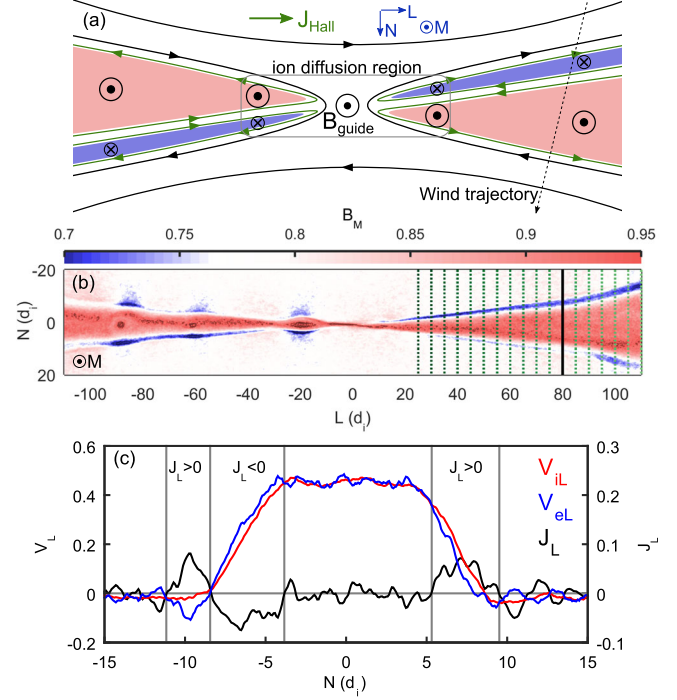 (a)
J_Hall
L
N
⊙M
ion diffusion region
B_guide
Wind trajectory
B_M
0.7 0.8 0.85 0.9 0.95
(b)
-20
0
20
N (d_i)
⊙M
-100 -80 -60 -40 -20 0 20 40 60 80 100
L (d_i)
(c)
J_L>0 J_L<0 J_L>0
V_iL
V_eL
J_L
0.6
0.4
0.2
0
-0.2
V_L
0.3
0.2
0.1
0
-0.1
J_L
-15 -10 -5 0 5 10 15
N (d_i)